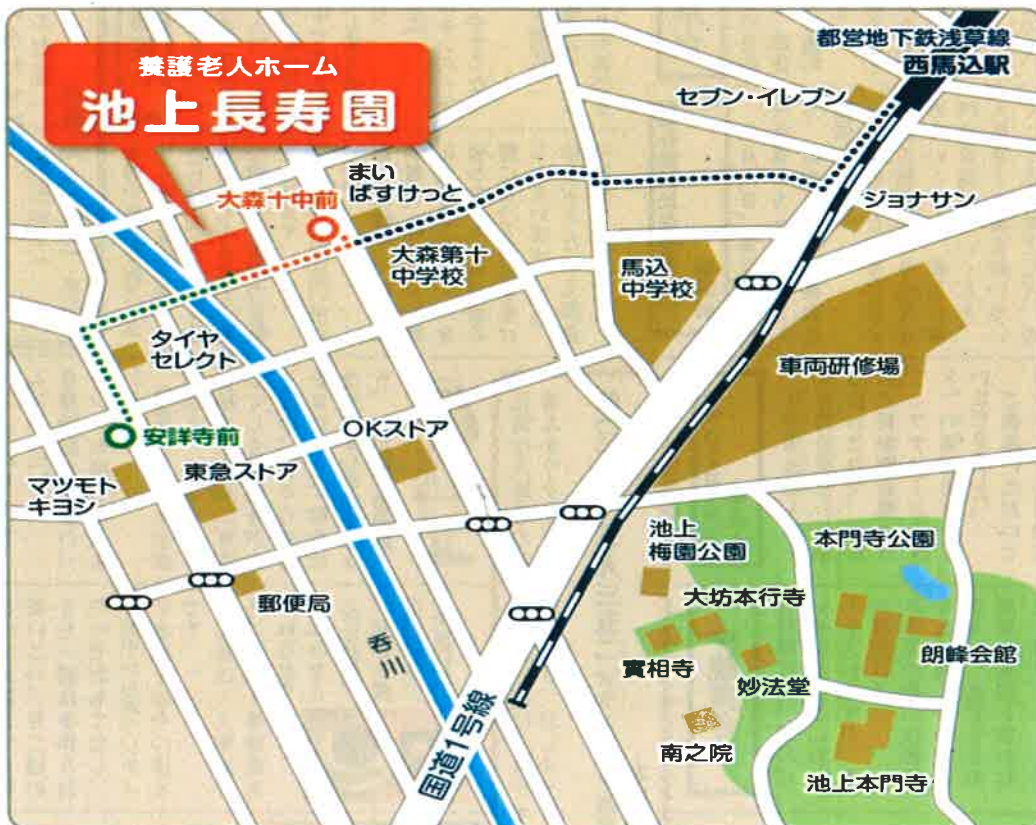 都営地下鉄浅草線
西馬込駅
養護老人ホーム
池上長寿園
セブン・イレブン
まい
ばすけっと
大森十中前
ジョナサン
大森第十
中学校
馬込
中学校
タイヤ
セレクト
車両研修場
安詳寺前
OKストア
東急ストア
マツモト
キヨシ
池上
梅園公園
本門寺公園
大坊本行寺
郵便局
呑川
朗峰会館
實相寺
妙法堂
国道1号線
南之院
池上本門寺